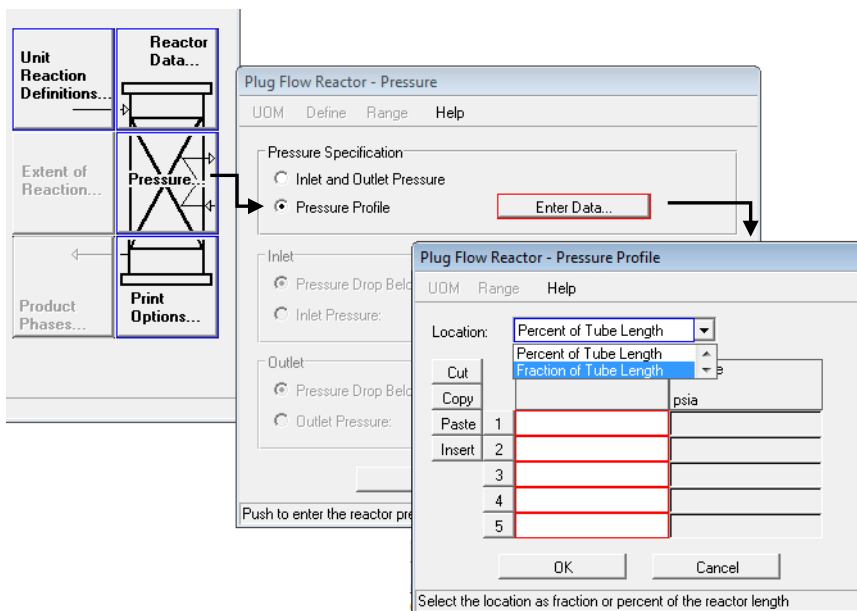 Unit
Reaction
Definitions...
Reactor
Data...
Extent of
Reaction...
Pressure...
Product
Phases...
Print
Options...
Plug Flow Reactor - Pressure
UOM Define Range Help
Pressure Specification
Inlet and Outlet Pressure
Pressure Profile
Enter Data...
Inlet
Pressure Drop Belo
Inlet Pressure:
Outlet
Pressure Drop Belo
Outlet Pressure:
Push to enter the reactor pre
Plug Flow Reactor - Pressure Profile
UOM Range Help
Location: Percent of Tube Length
Percent of Tube Length
Fraction of Tube Length
Cut
Copy psia
Paste 1
Insert 2
3
4
5
OK Cancel
Select the location as fraction or percent of the reactor length